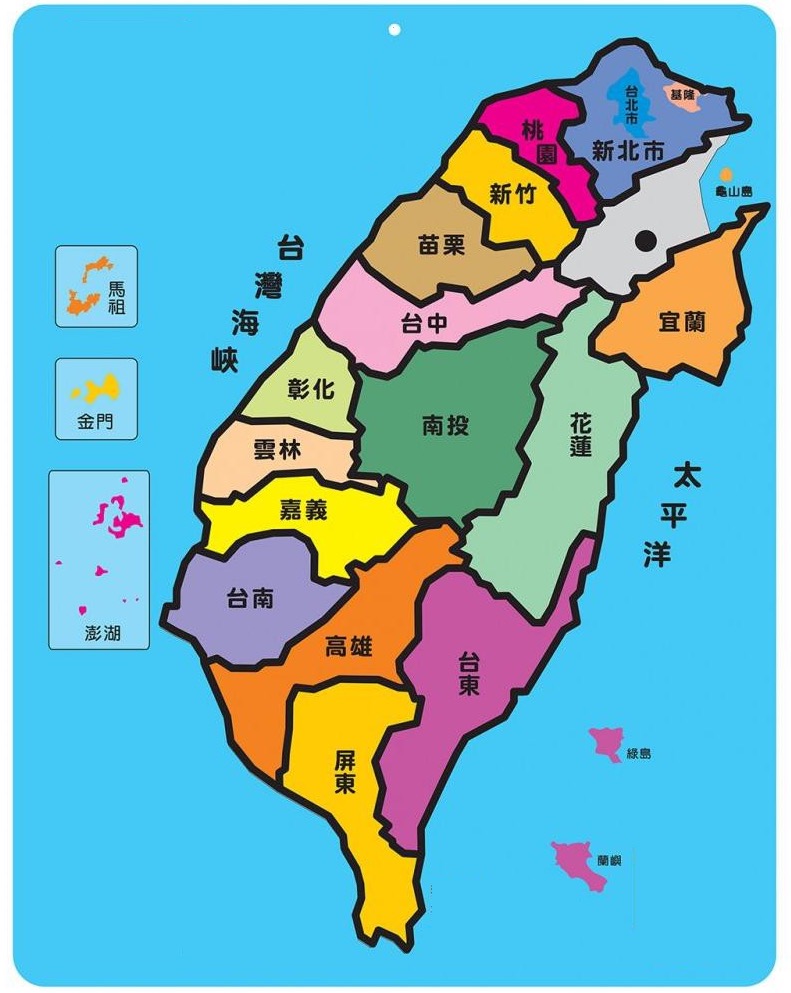 台北市
基隆
桃園
新北市
龜山島
新竹
苗栗
台灣海峽
馬祖
宜蘭
台中
彰化
金門
南投
花蓮
雲林
太平洋
嘉義
台南
澎湖
高雄
台東
綠島
屏東
蘭嶼